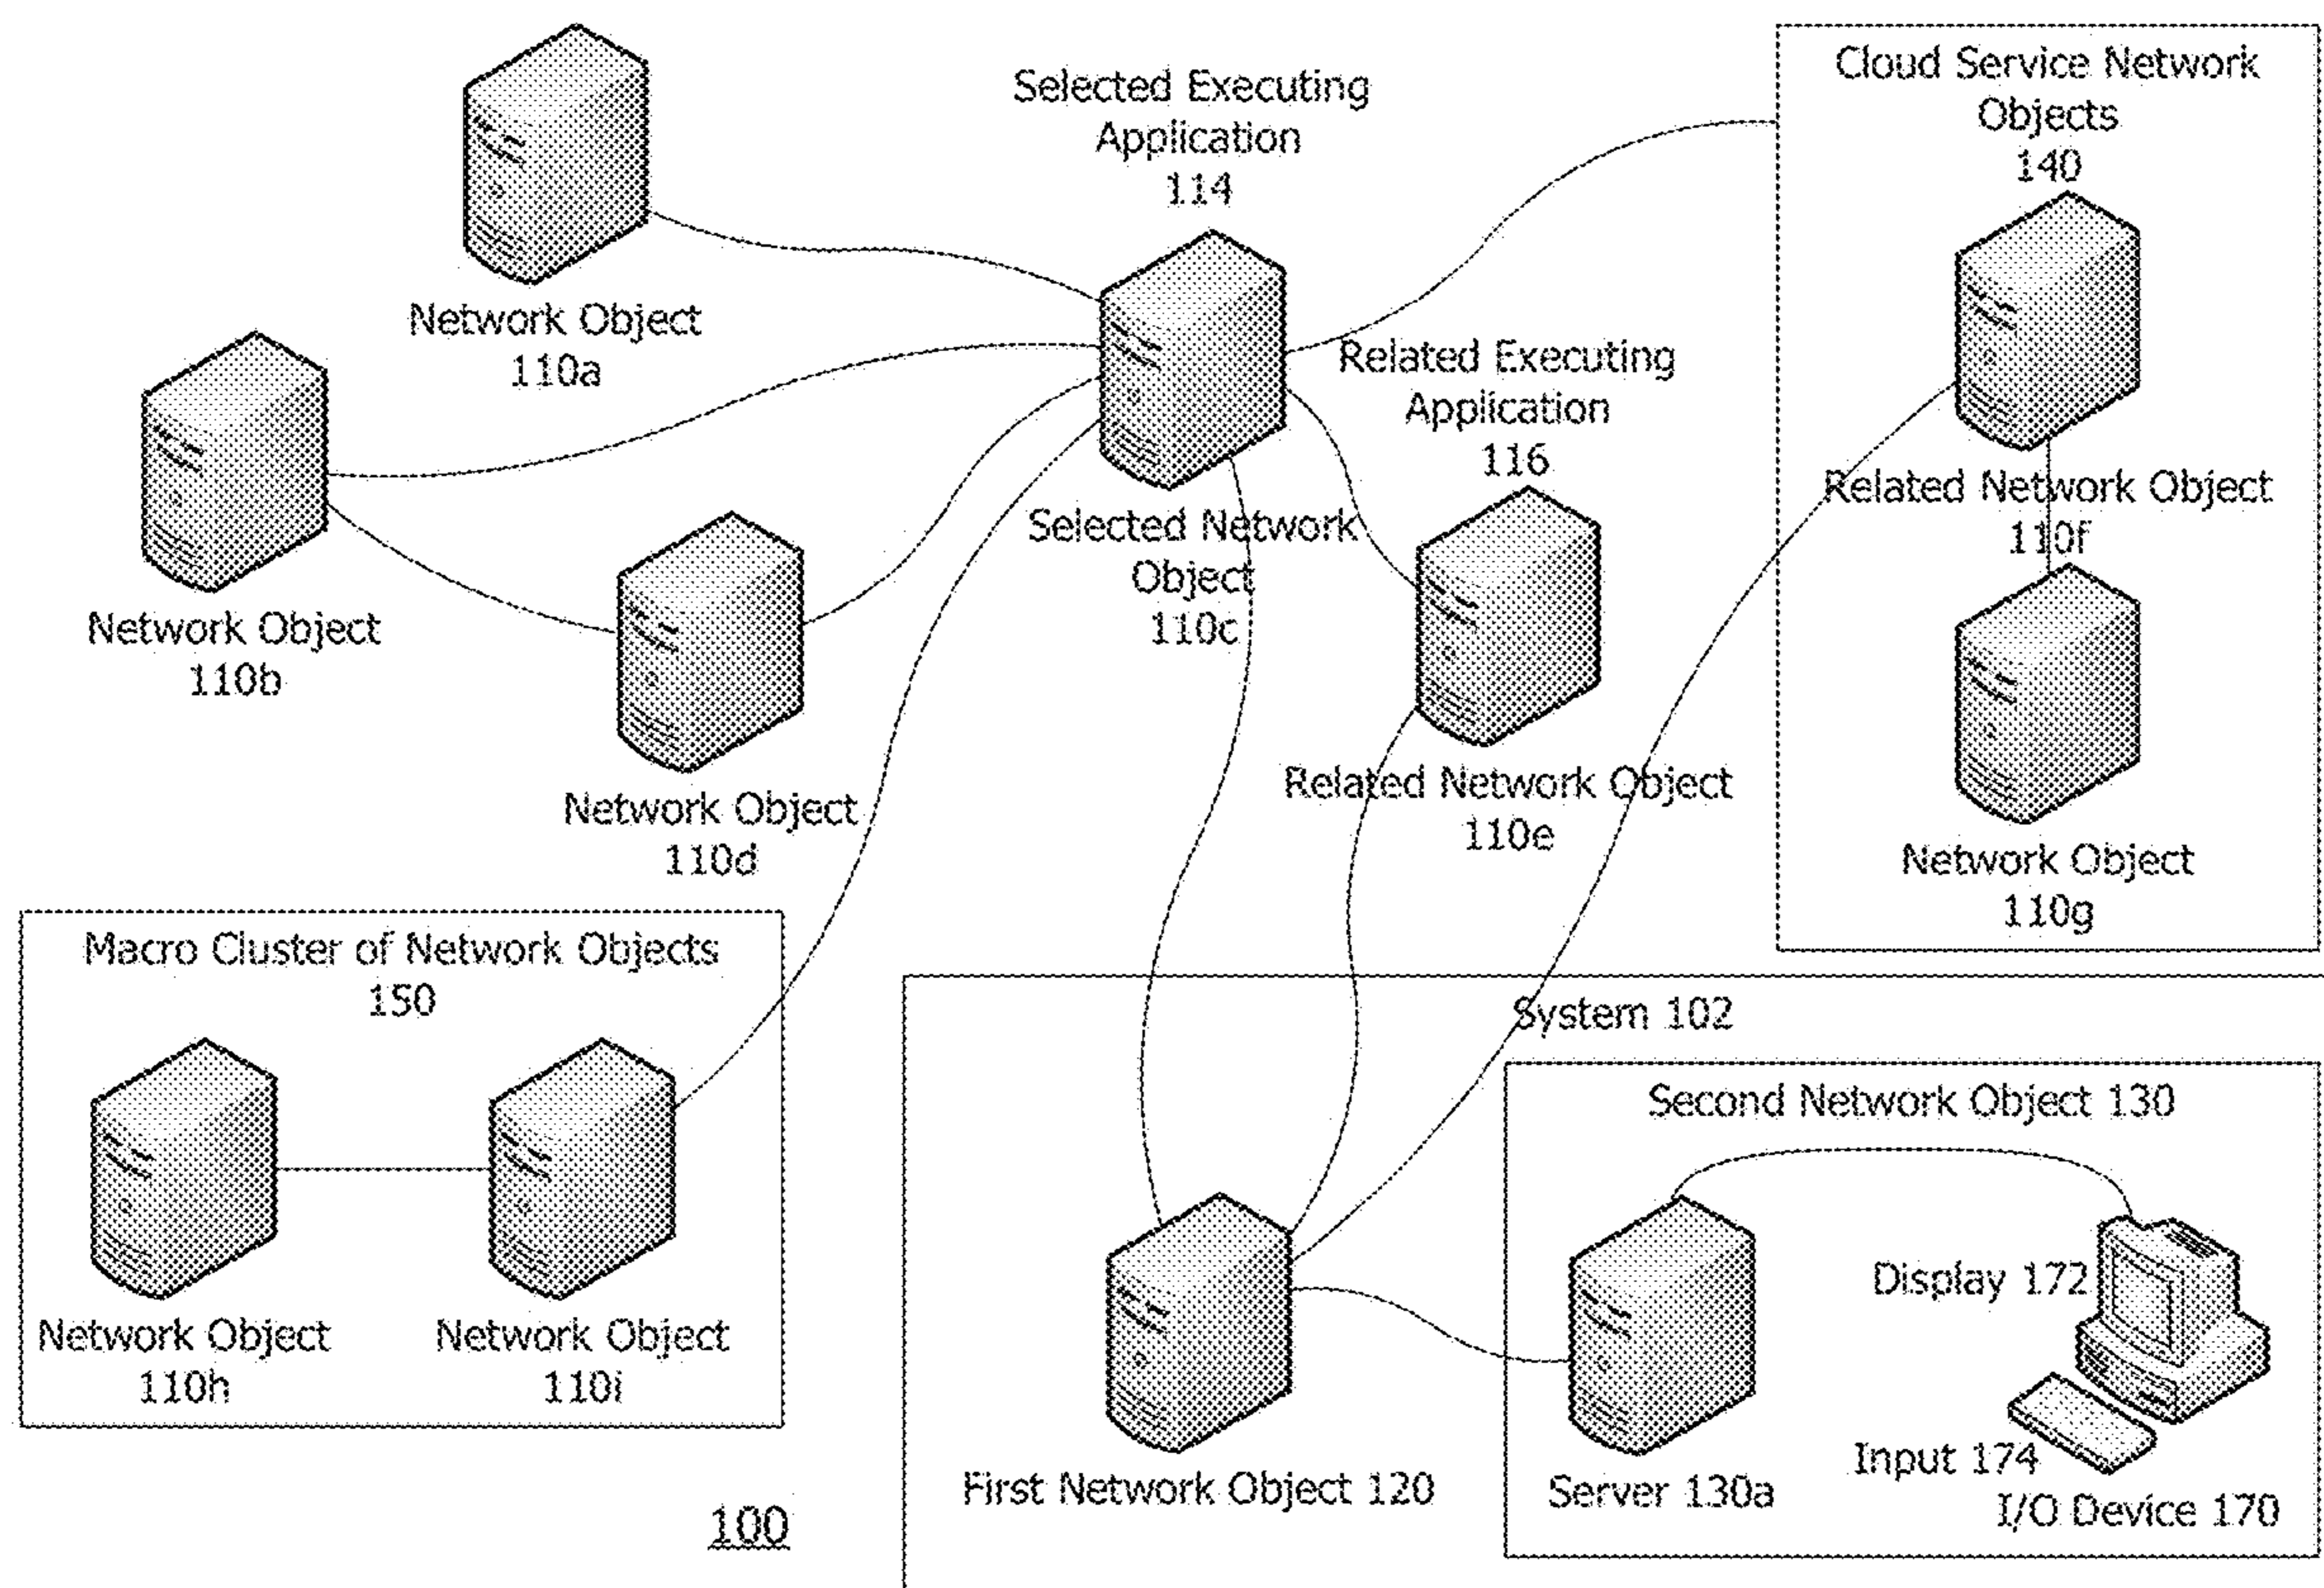 Selected Executing
Application
114
Cloud Service Network
Objects
140
Network Object
110a
Related Executing
Application
116
Selected Network
Object
110c
Related Network Object
110f
Network Object
110b
Network Object
110d
Related Network Object
110e
Network Object
110g
Macro Cluster of Network Objects
150
Network Object
110h
Network Object
110i
System 102
Second Network Object 130
Display 172
Input 174
I/O Device 170
Server 130a
First Network Object 120
100